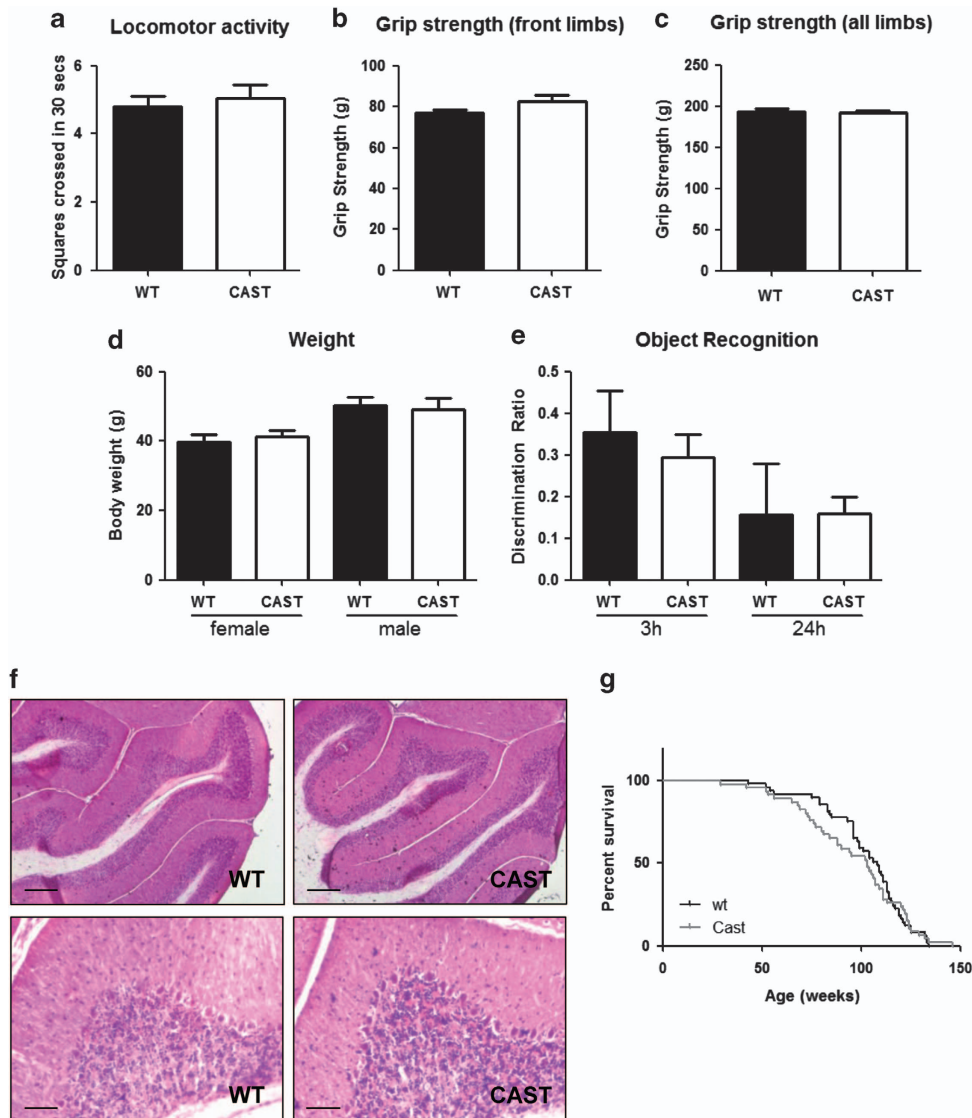 a
Locomotor activity
Squares crossed in 30 secs
6
4
2
0
WT
CAST
b
Grip strength (front limbs)
Grip Strength (g)
100
80
60
40
20
0
WT
CAST
c
Grip strength (all limbs)
Grip Strength (g)
250
200
150
100
50
0
WT
CAST
d
Weight
Body weight (g)
60
40
20
0
WT
CAST
WT
CAST
female
male
e
Object Recognition
Discrimination Ratio
0.5
0.4
0.3
0.2
0.1
0.0
WT
CAST
WT
CAST
3h
24h
f
WT
CAST
WT
CAST
g
Percent survival
100
50
0
wt
Cast
0
50
100
150
Age (weeks)